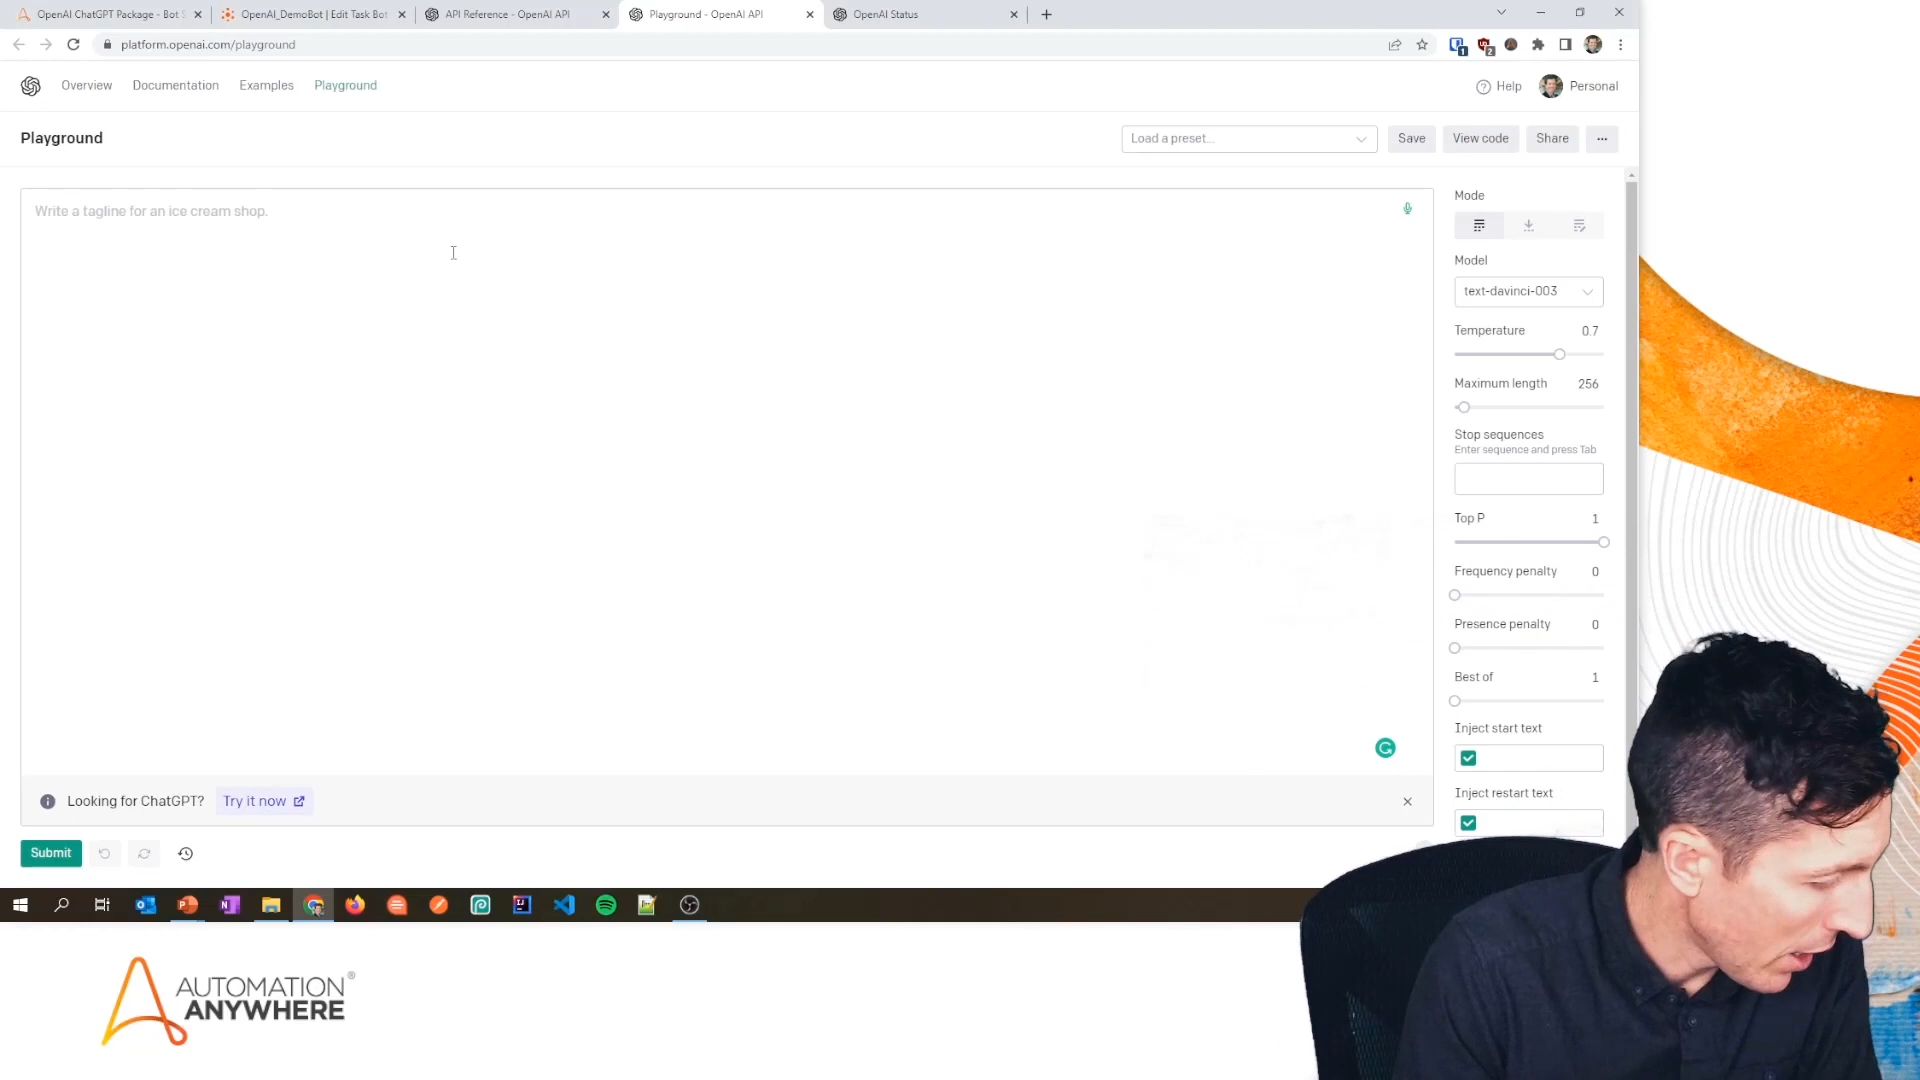 OpenAI ChatGPT Package - Bot S
OpenAI_DemoBot | Edit Task Bot
API Reference - OpenAI API
Playground - OpenAI API
OpenAI Status
platform.openai.com/playground
1
2
Overview
Documentation
Examples
Playground
Help
Personal
Playground
Load a preset...
Save
View code
Share
Write a tagline for an ice cream shop.
Mode
Model
text-davinci-003
Temperature 0.7
Maximum length 256
Stop sequences
Enter sequence and press Tab
Top P 1
Frequency penalty 0
Presence penalty 0
Best of 1
Inject start text
Inject restart text
Looking for ChatGPT? Try it now
Submit
AUTOMATION®
ANYWHERE